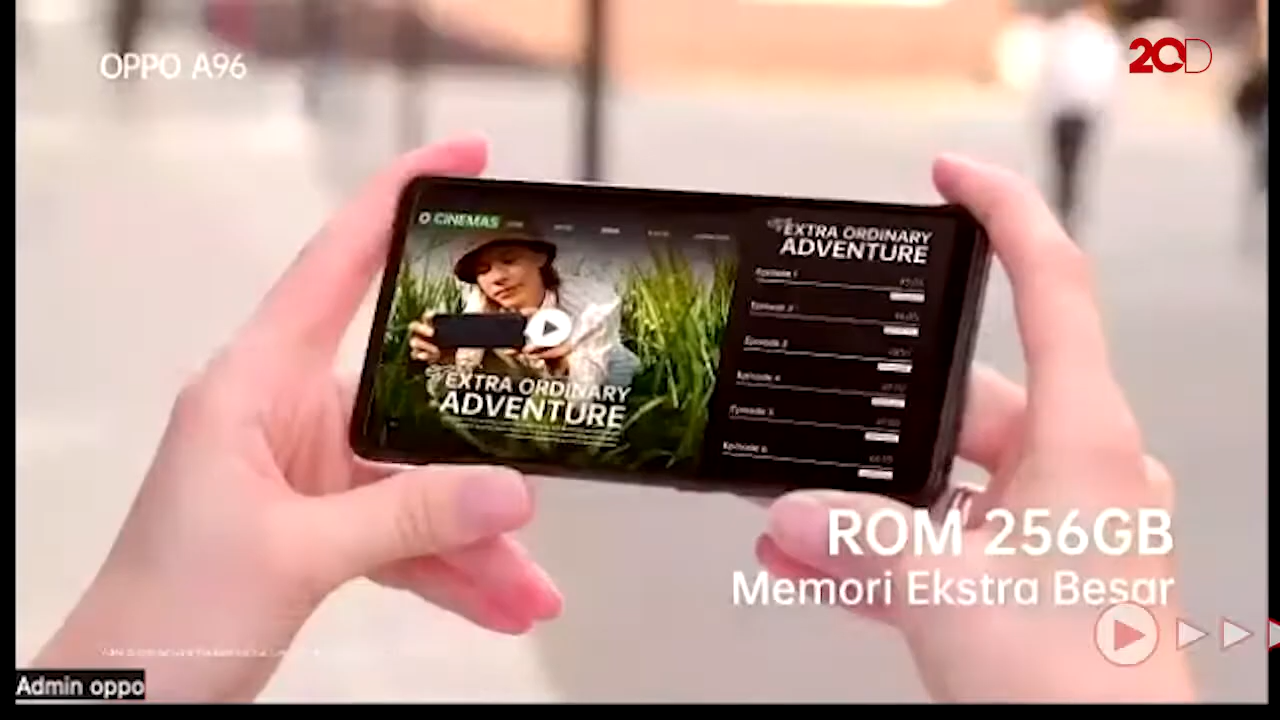 OPPO A96
20D
O CINEMAS
EXTRA ORDINARY
ADVENTURE
EXTRA ORDINARY
ADVENTURE
Episode 1
Episode 2
Episode 3
Episode 4
Episode 5
Episode 6
ROM 256GB
Memori Ekstra Besar
Admin oppo